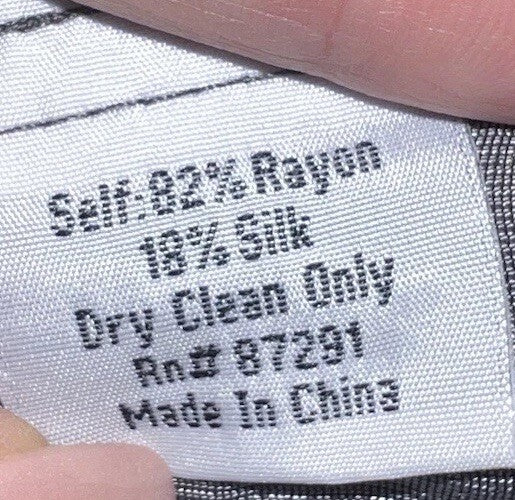 Self:82% Rayon
18% Silk
Dry Clean Only
Rn# 87291
Made In China